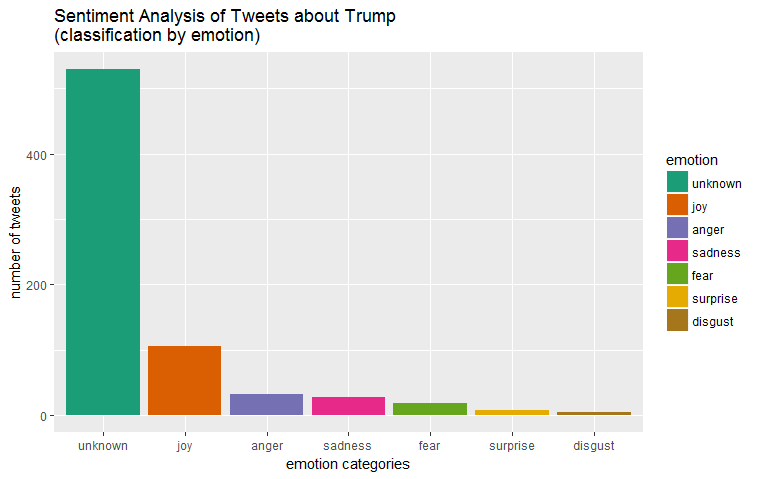 Sentiment Analysis of Tweets about Trump
(classification by emotion)
number of tweets
400
200
0
unknown
joy
anger
sadness
fear
surprise
disgust
emotion categories
emotion
unknown
joy
anger
sadness
fear
surprise
disgust